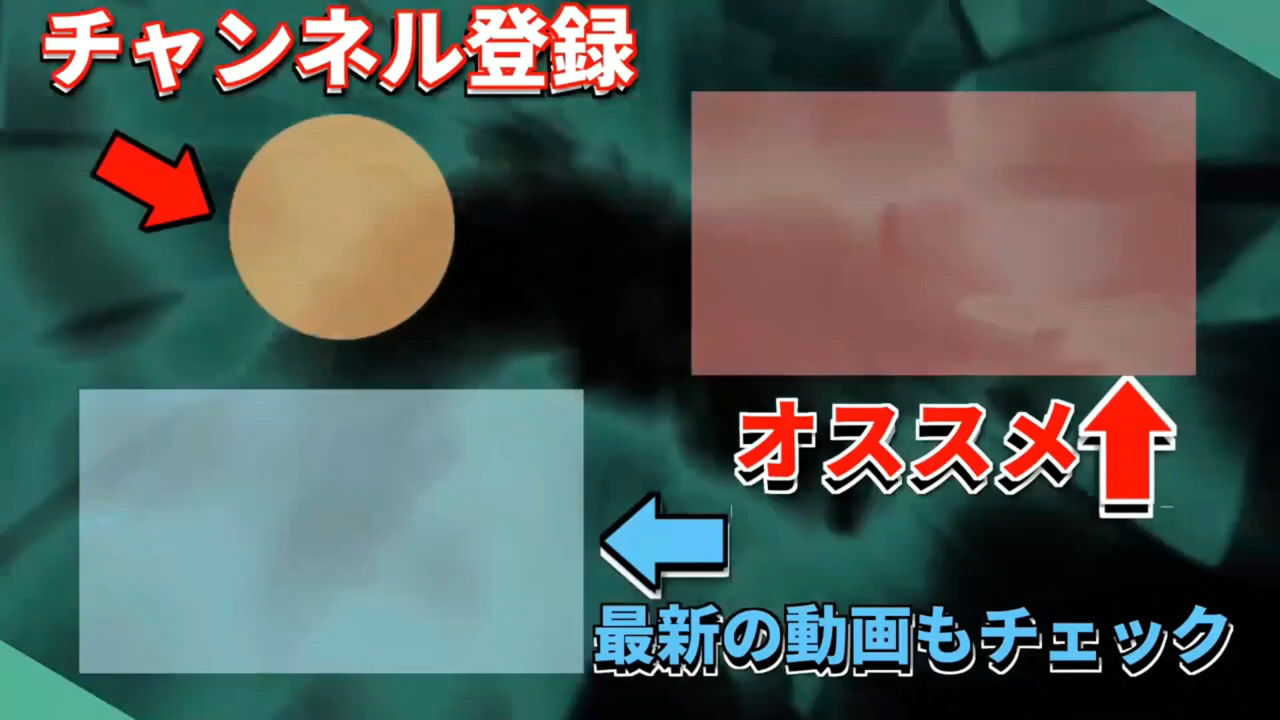 チャンネル登録
オススメ
最新の動画もチェック